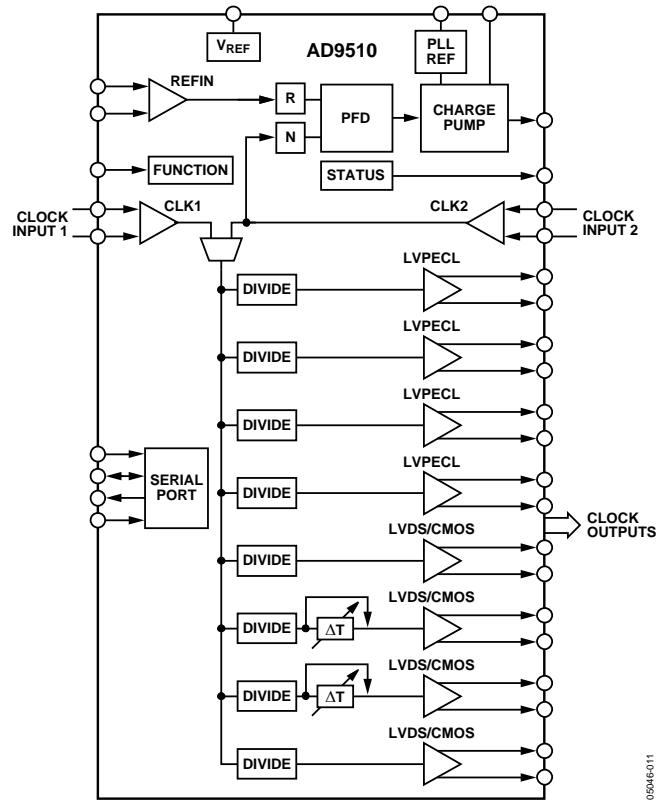 VREF
AD9510
PLL
REF
REFIN
R
PFD
CHARGE
PUMP
N
FUNCTION
STATUS
CLOCK
INPUT 1
CLK1
CLK2
CLOCK
INPUT 2
LVPECL
DIVIDE
LVPECL
DIVIDE
LVPECL
DIVIDE
LVPECL
DIVIDE
SERIAL
PORT
CLOCK
OUTPUTS
LVDS/CMOS
DIVIDE
LVDS/CMOS
DIVIDE
ΔT
LVDS/CMOS
DIVIDE
ΔT
LVDS/CMOS
DIVIDE
05046-011